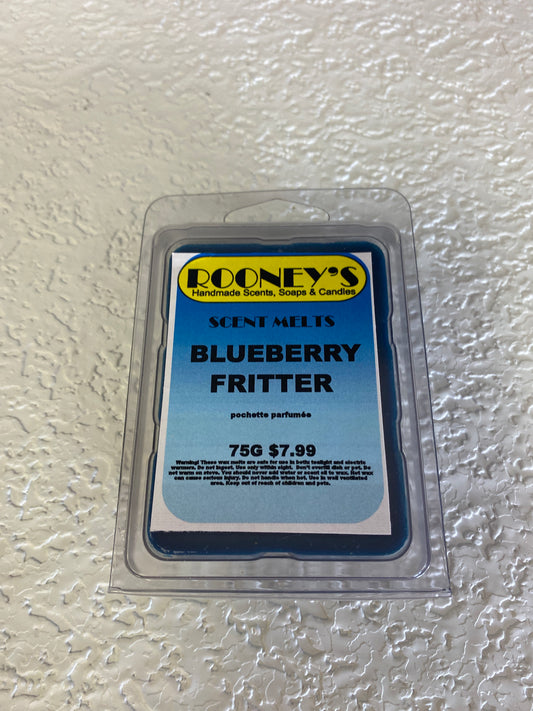 ROONEY'S
Handmade Scents, Soaps & Candles
SCENT MELTS
BLUEBERRY
FRITTER
pochette parfumée
75G $7.99
Warning! These wax melts are safe for use in both: tealight and electric
warmers. Do not ingest. Use only within sight. Don't overfill dish or pot. Do
not warm on stove. You should never add water or scent oil to wax. Hot wax
can cause serious injury. Do not handle when hot. Use in well ventilated
area. Keep out of reach of children and pets.